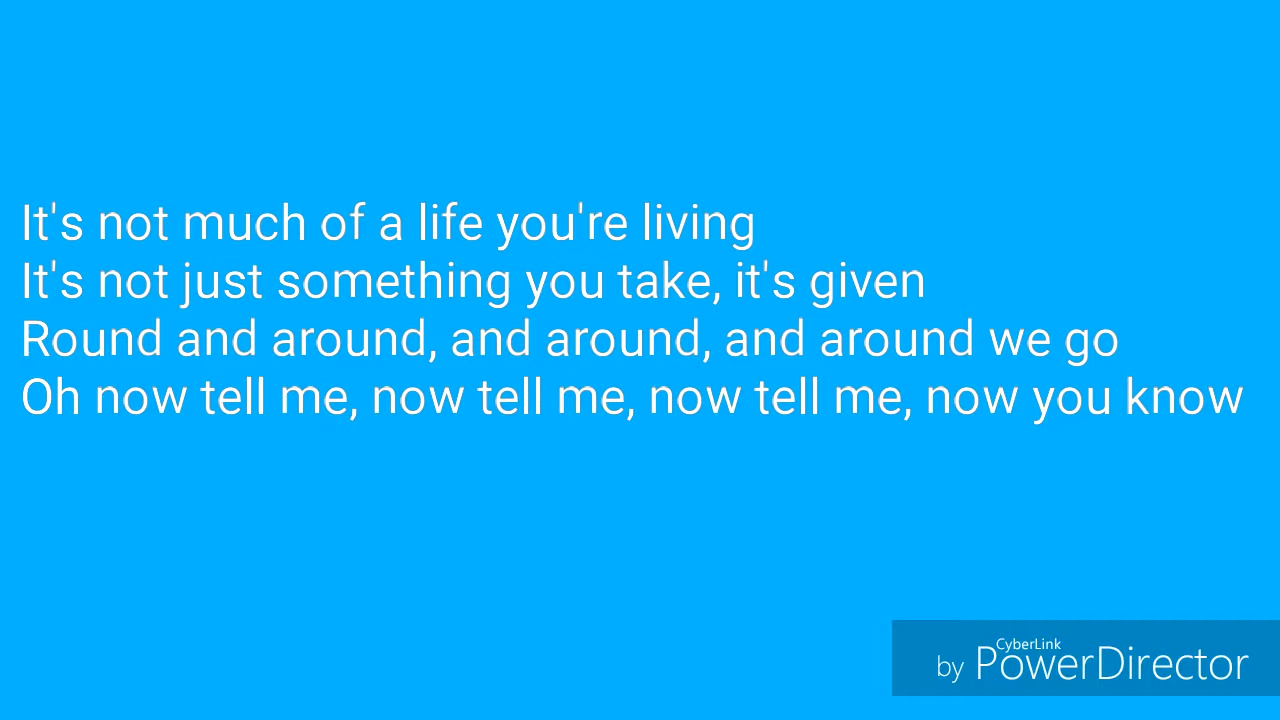 It's not much of a life you're living
It's not just something you take, it's given
Round and around, and around, and around we go
Oh now tell me, now tell me, now tell me, now you know
CyberLink
by PowerDirector